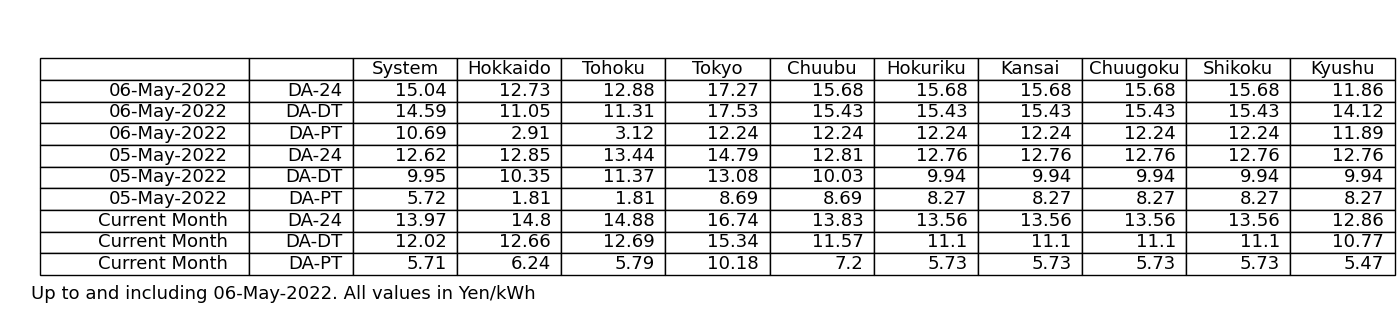 System Hokkaido Tohoku Tokyo Chuubu Hokuriku Kansai Chuugoku Shikoku Kyushu
06-May-2022 DA-24 15.04 12.73 12.88 17.27 15.68 15.68 15.68 15.68 15.68 11.86
06-May-2022 DA-DT 14.59 11.05 11.31 17.53 15.43 15.43 15.43 15.43 15.43 14.12
06-May-2022 DA-PT 10.69 2.91 3.12 12.24 12.24 12.24 12.24 12.24 12.24 11.89
05-May-2022 DA-24 12.62 12.85 13.44 14.79 12.81 12.76 12.76 12.76 12.76 12.76
05-May-2022 DA-DT 9.95 10.35 11.37 13.08 10.03 9.94 9.94 9.94 9.94 9.94
05-May-2022 DA-PT 5.72 1.81 1.81 8.69 8.69 8.27 8.27 8.27 8.27 8.27
Current Month DA-24 13.97 14.8 14.88 16.74 13.83 13.56 13.56 13.56 13.56 12.86
Current Month DA-DT 12.02 12.66 12.69 15.34 11.57 11.1 11.1 11.1 11.1 10.77
Current Month DA-PT 5.71 6.24 5.79 10.18 7.2 5.73 5.73 5.73 5.73 5.47
Up to and including 06-May-2022. All values in Yen/kWh